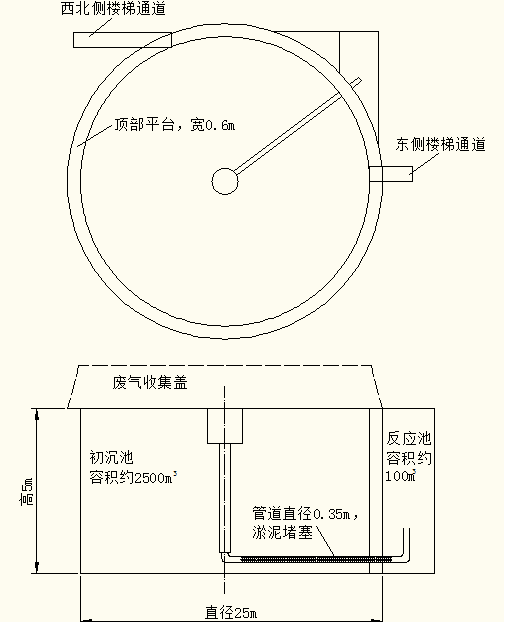 西北侧楼梯通道
顶部平台，宽0.6m
东侧楼梯通道
废气收集盖
初沉池
容积约2500m³
反应池
容积约
100m³
高5m
管道直径0.35m，
淤泥堵塞
直径25m